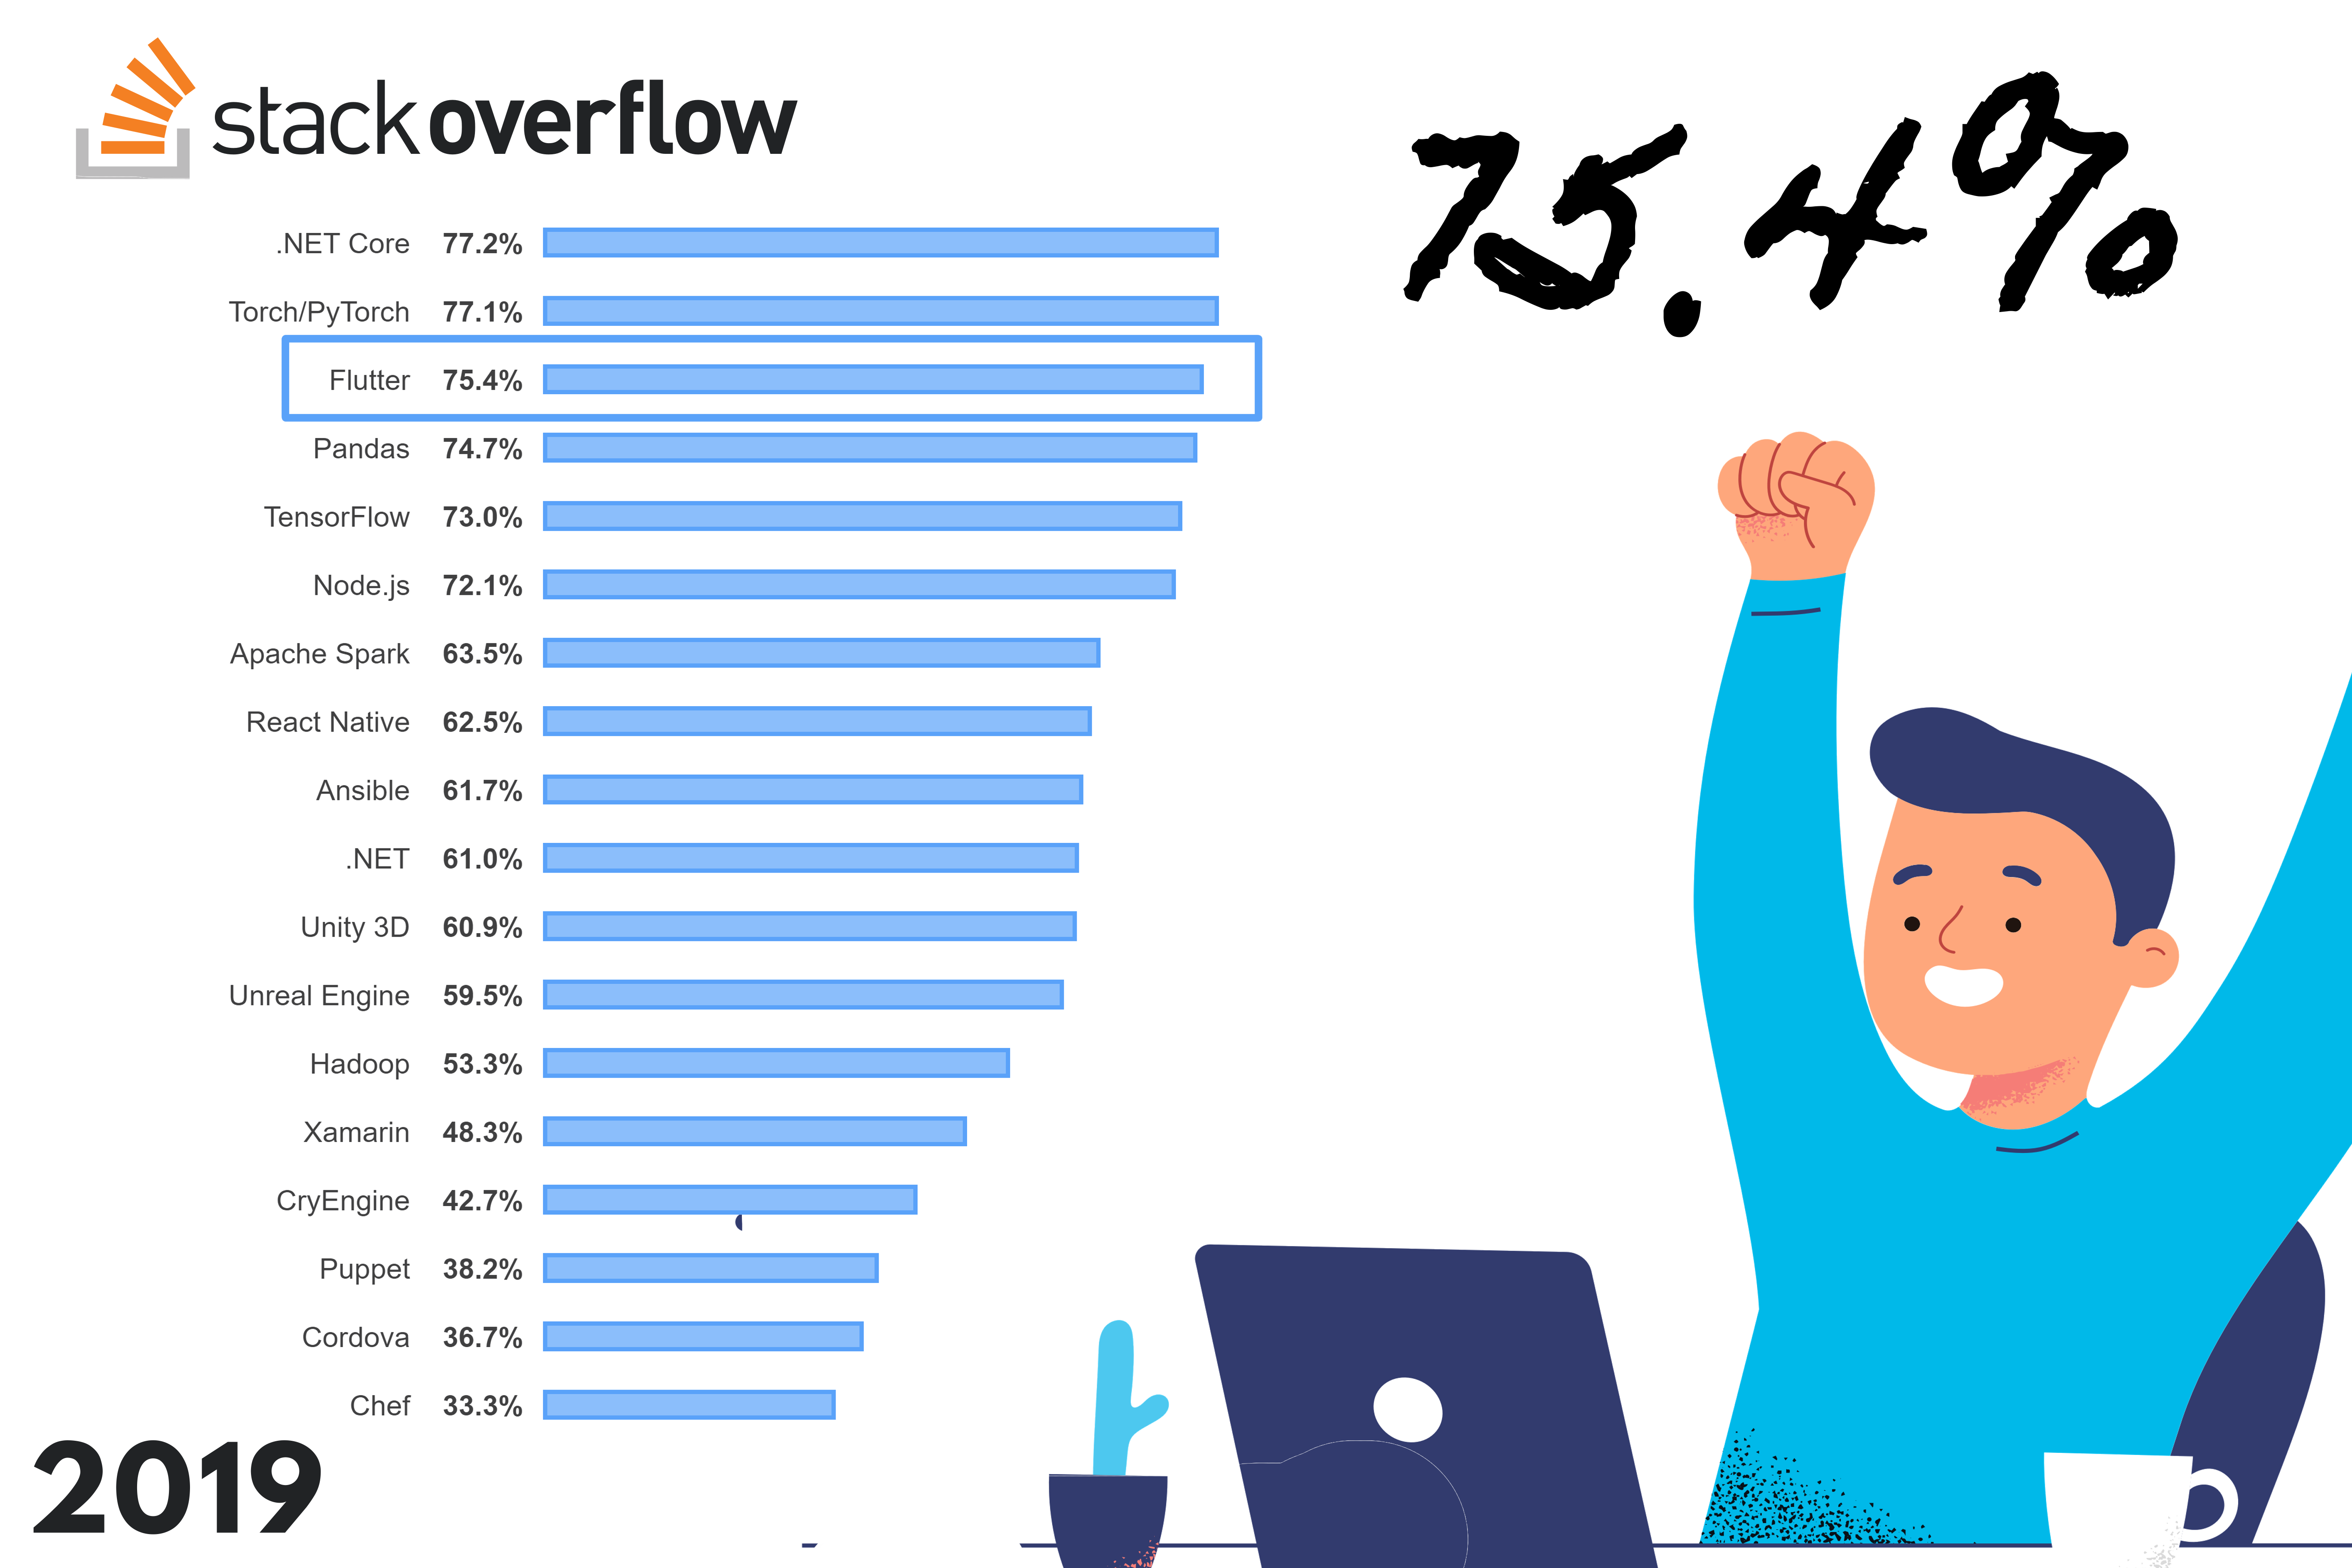 stack overflow
75.4%
.NET Core 77.2%
Torch/PyTorch 77.1%
Flutter 75.4%
Pandas 74.7%
TensorFlow 73.0%
Node.js 72.1%
Apache Spark 63.5%
React Native 62.5%
Ansible 61.7%
.NET 61.0%
Unity 3D 60.9%
Unreal Engine 59.5%
Hadoop 53.3%
Xamarin 48.3%
CryEngine 42.7%
Puppet 38.2%
Cordova 36.7%
Chef 33.3%
2019